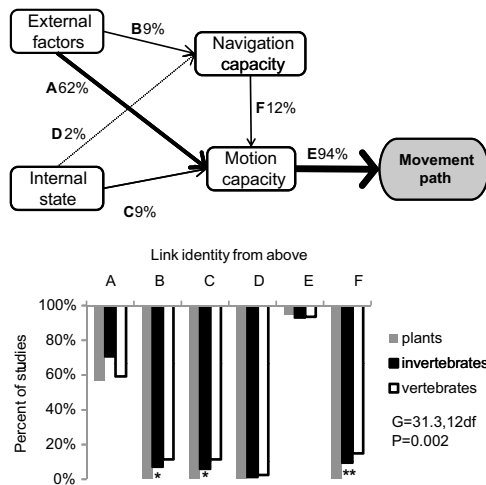 External
factors
B9%
Navigation
capacity
A62%
F12%
D2%
Internal
state
Motion
capacity
E94%
Movement
path
C9%
Link identity from above
A B C D E F
100%
80%
60%
40%
20%
0%
Percent of studies
* * **
plants
invertebrates
vertebrates
G=31.3,12df
P=0.002